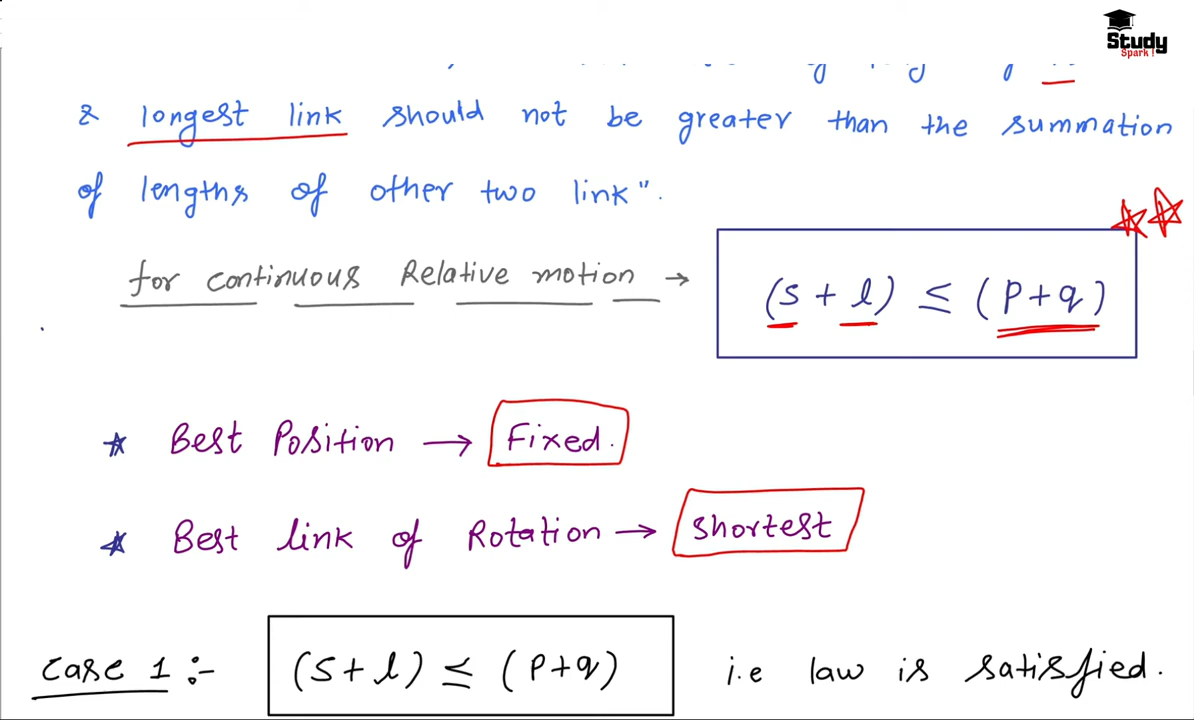 Study
Spark !
& longest link should not be greater than the summation
of lengths of other two link".
for continuous Relative motion →
(s + l) ≤ (p+q)
Best Position → Fixed.
Best link of Rotation → Shortest
Case 1 :- (s+l) ≤ (p+q) i.e law is satisfied.